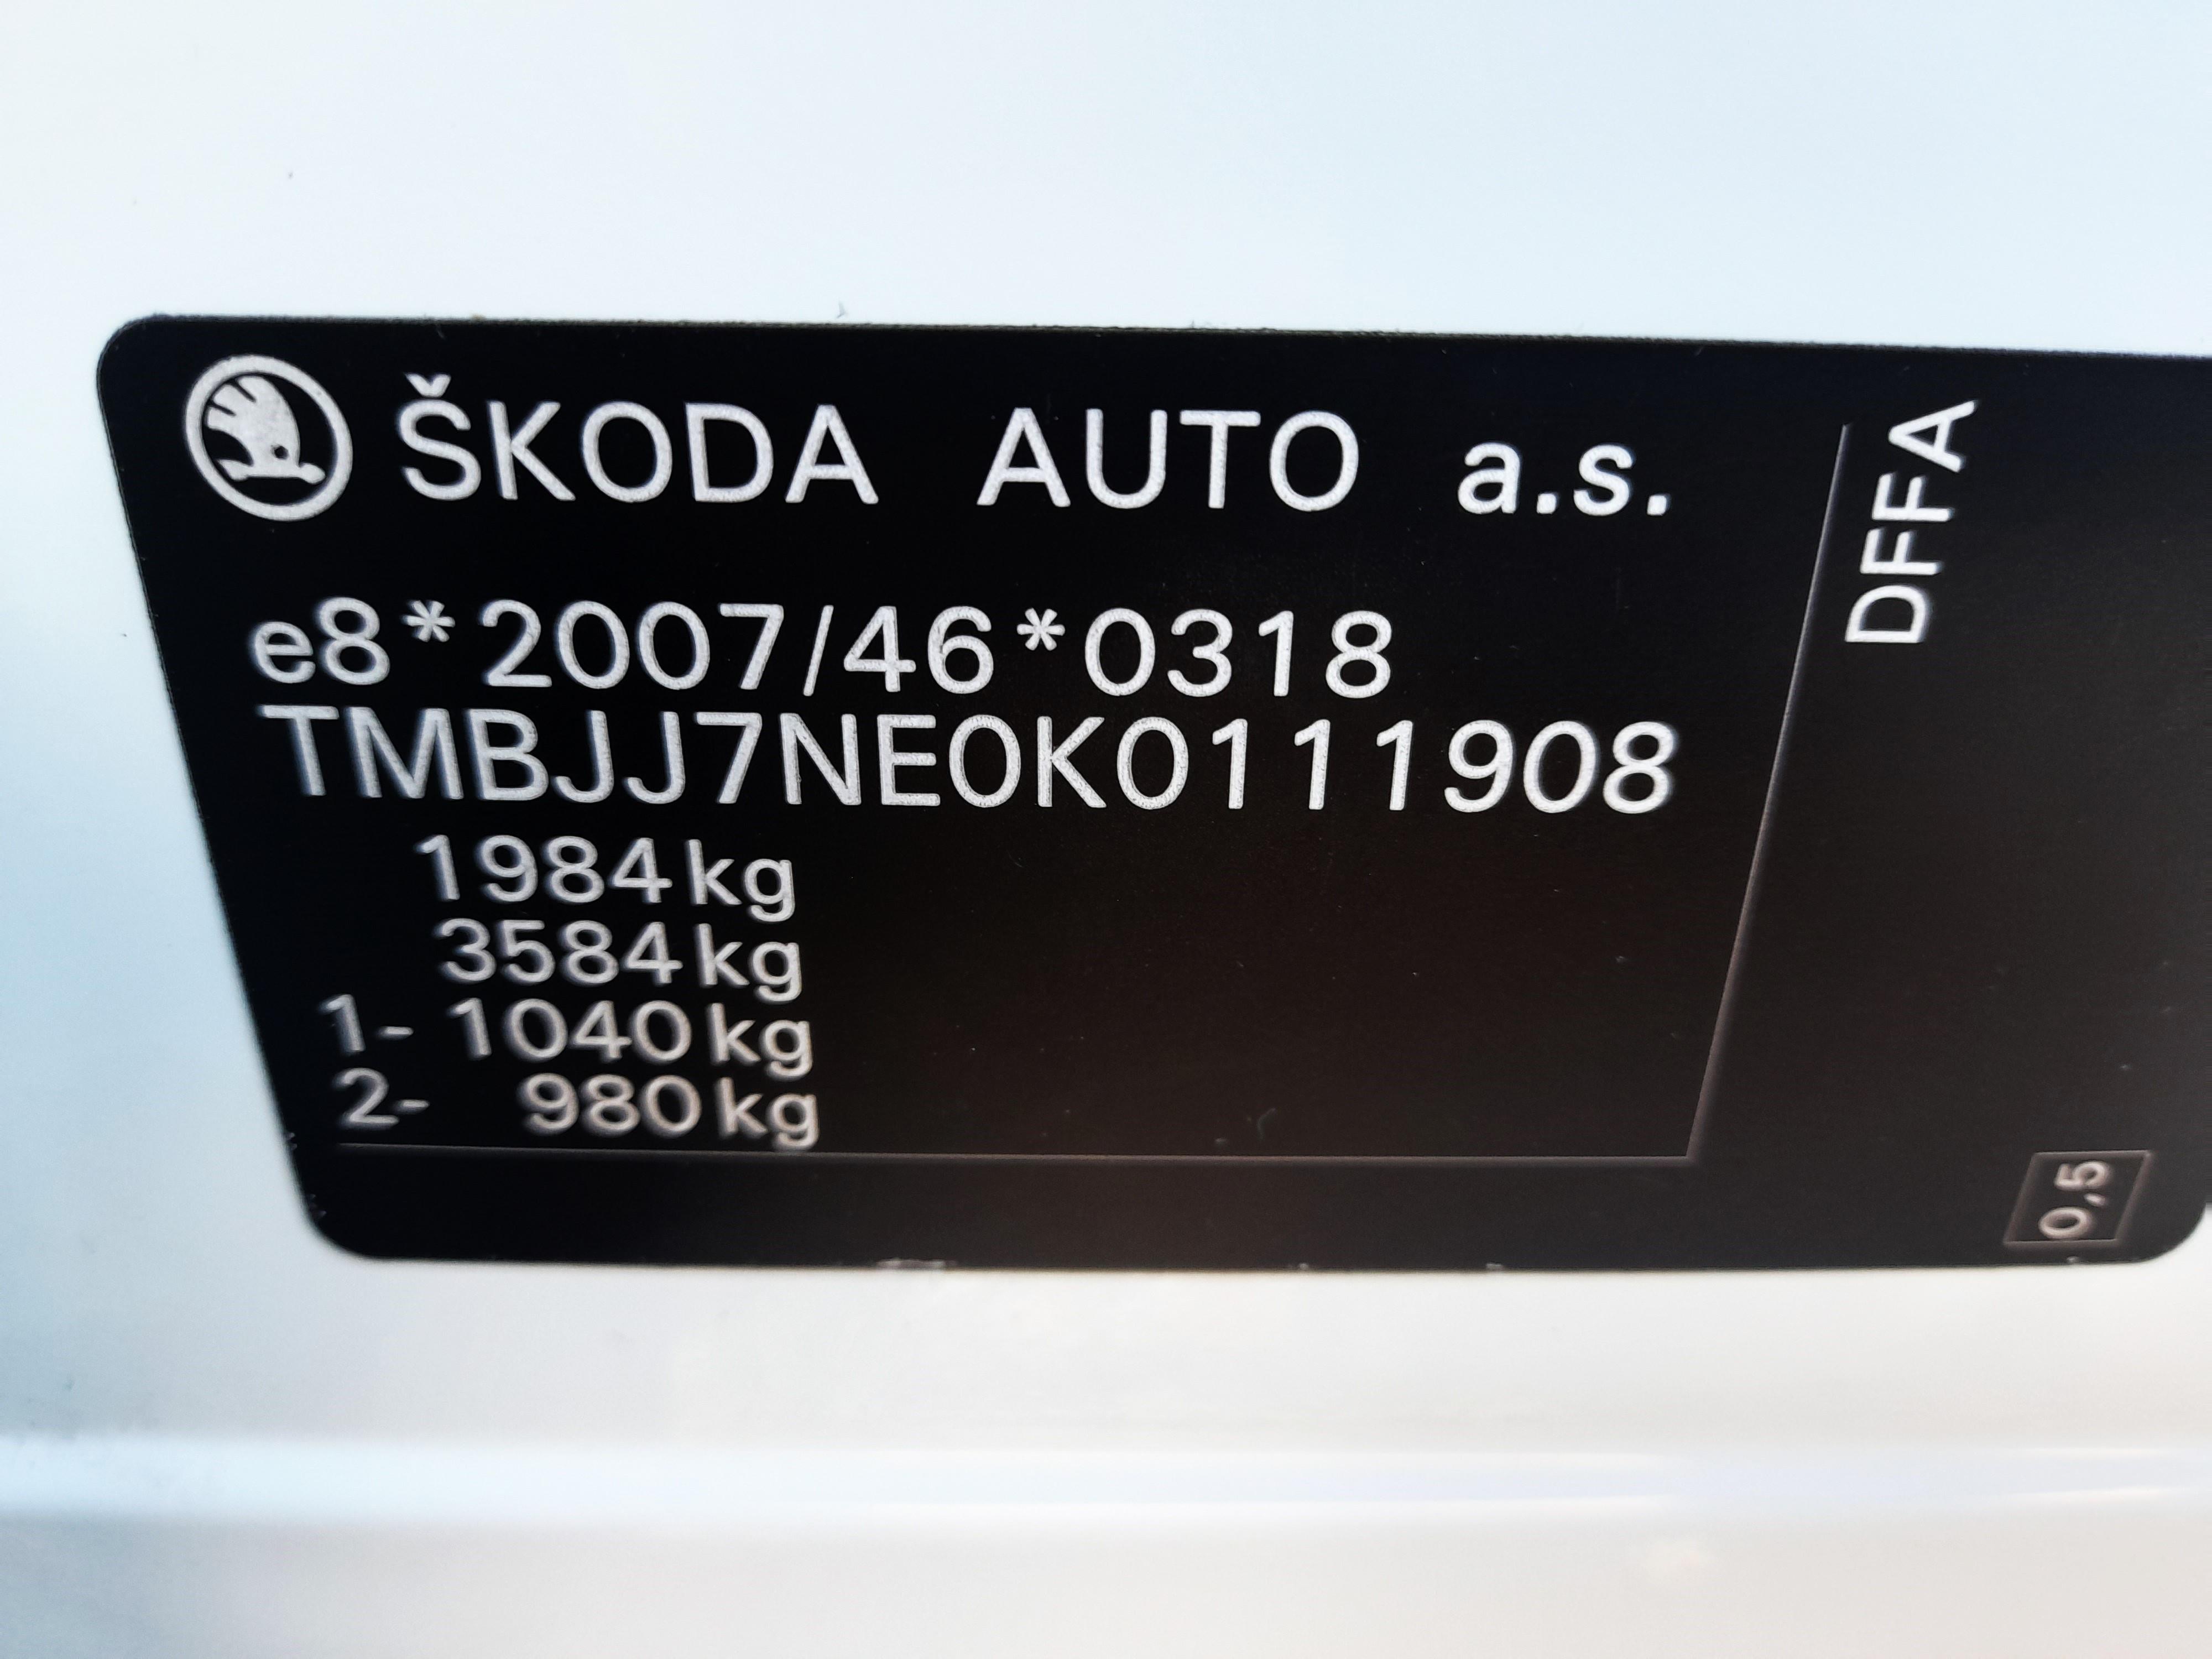 ŠKODA AUTO a.s.
e8*2007/46*0318
TMBJJ7NE0K0111908
1984kg
3584kg
1- 1040kg
2- 980kg
DFFA
0,5